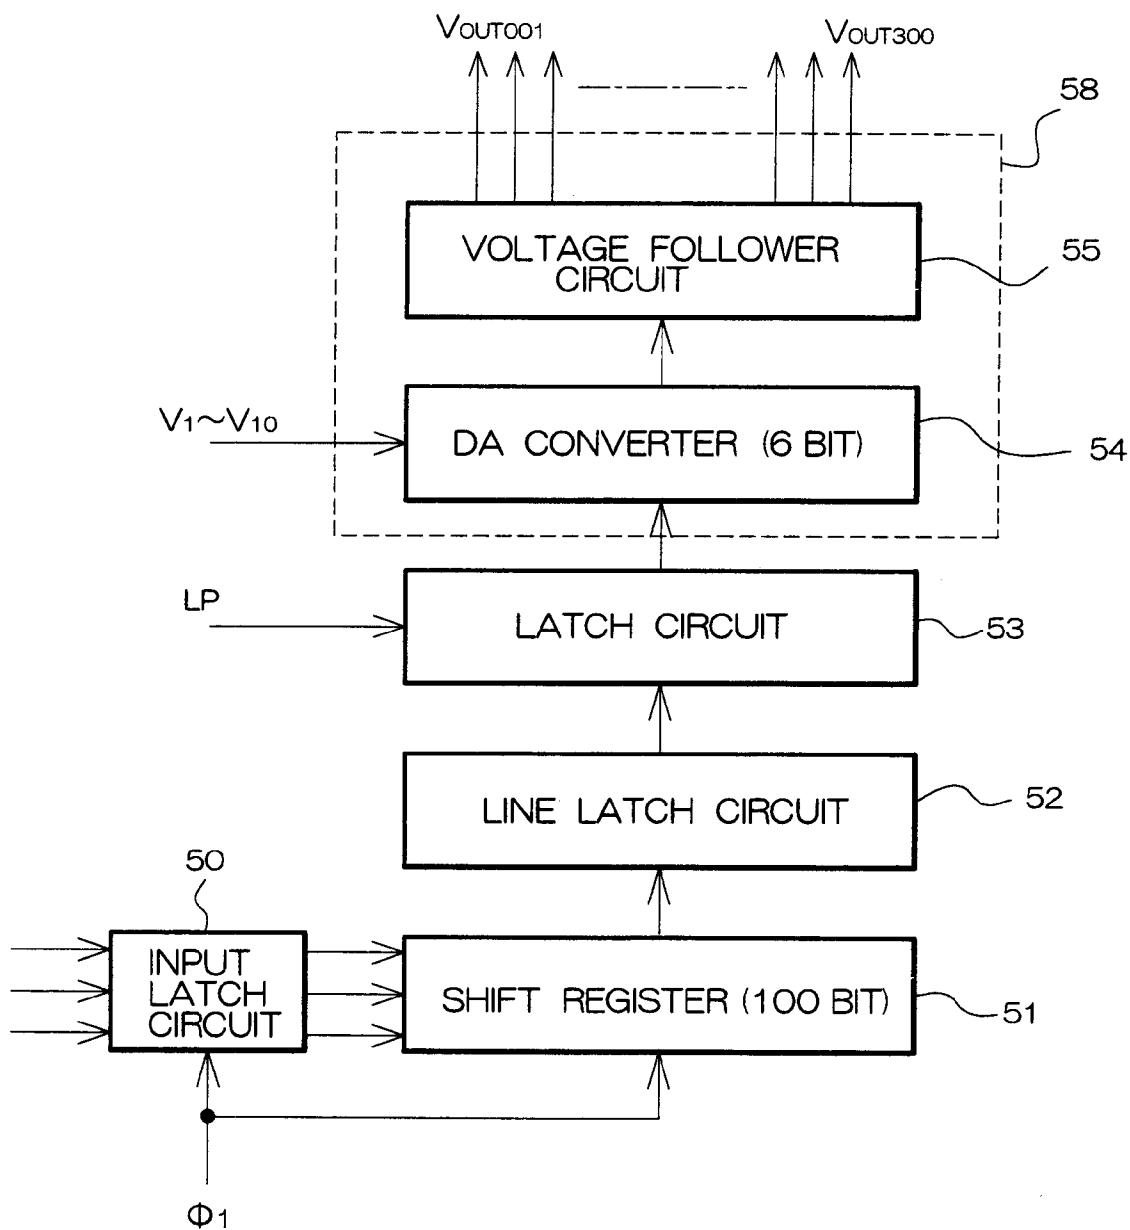 VOUT001
VOUT300
58
VOLTAGE FOLLOWER
CIRCUIT
55
V1~V10
DA CONVERTER (6 BIT)
54
LP
LATCH CIRCUIT
53
LINE LATCH CIRCUIT
52
50
INPUT
LATCH
CIRCUIT
SHIFT REGISTER (100 BIT)
51
Φ1